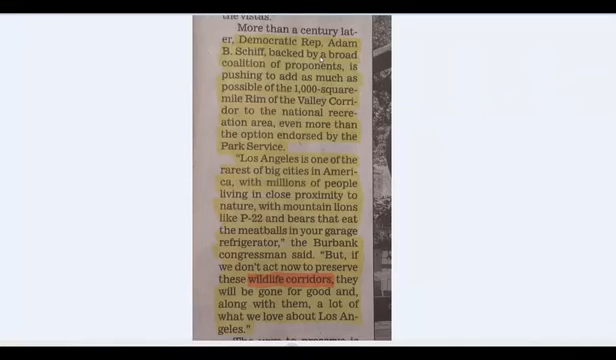 the vistas.
More than a century lat-
er, Democratic Rep. Adam
B. Schiff, backed by a broad
coalition of proponents, is
pushing to add as much as
possible of the 1,000-square-
mile Rim of the Valley Corri-
dor to the national recre-
ation area, even more than
the option endorsed by the
Park Service.
"Los Angeles is one of the
rarest of big cities in Ameri-
ca, with millions of people
living in close proximity to
nature, with mountain lions
like P-22 and bears that eat
the meatballs in your garage
refrigerator," the Burbank
congressman said. "But, if
we don't act now to preserve
these wildlife corridors, they
will be gone for good and,
along with them, a lot of
what we love about Los An-
geles."